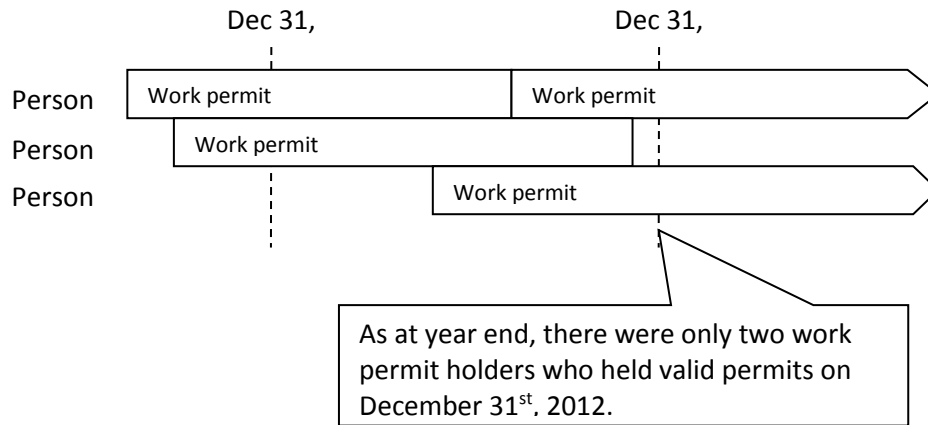 Dec 31, Dec 31,
Person Work permit Work permit
Person Work permit
Person Work permit
As at year end, there were only two work
permit holders who held valid permits on
December 31st, 2012.